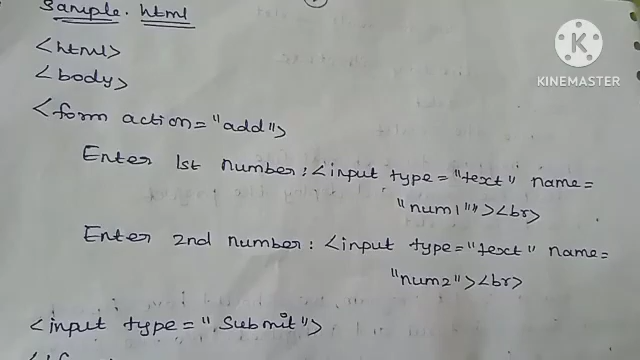 Sample.html
<html>
<body>
<form action="add">
Enter 1st number:<input type="text" name=
"num1""><br>
Enter 2nd number: <input type="text" name=
"num2"><br>
<input type="Submit">
K
KINEMASTER